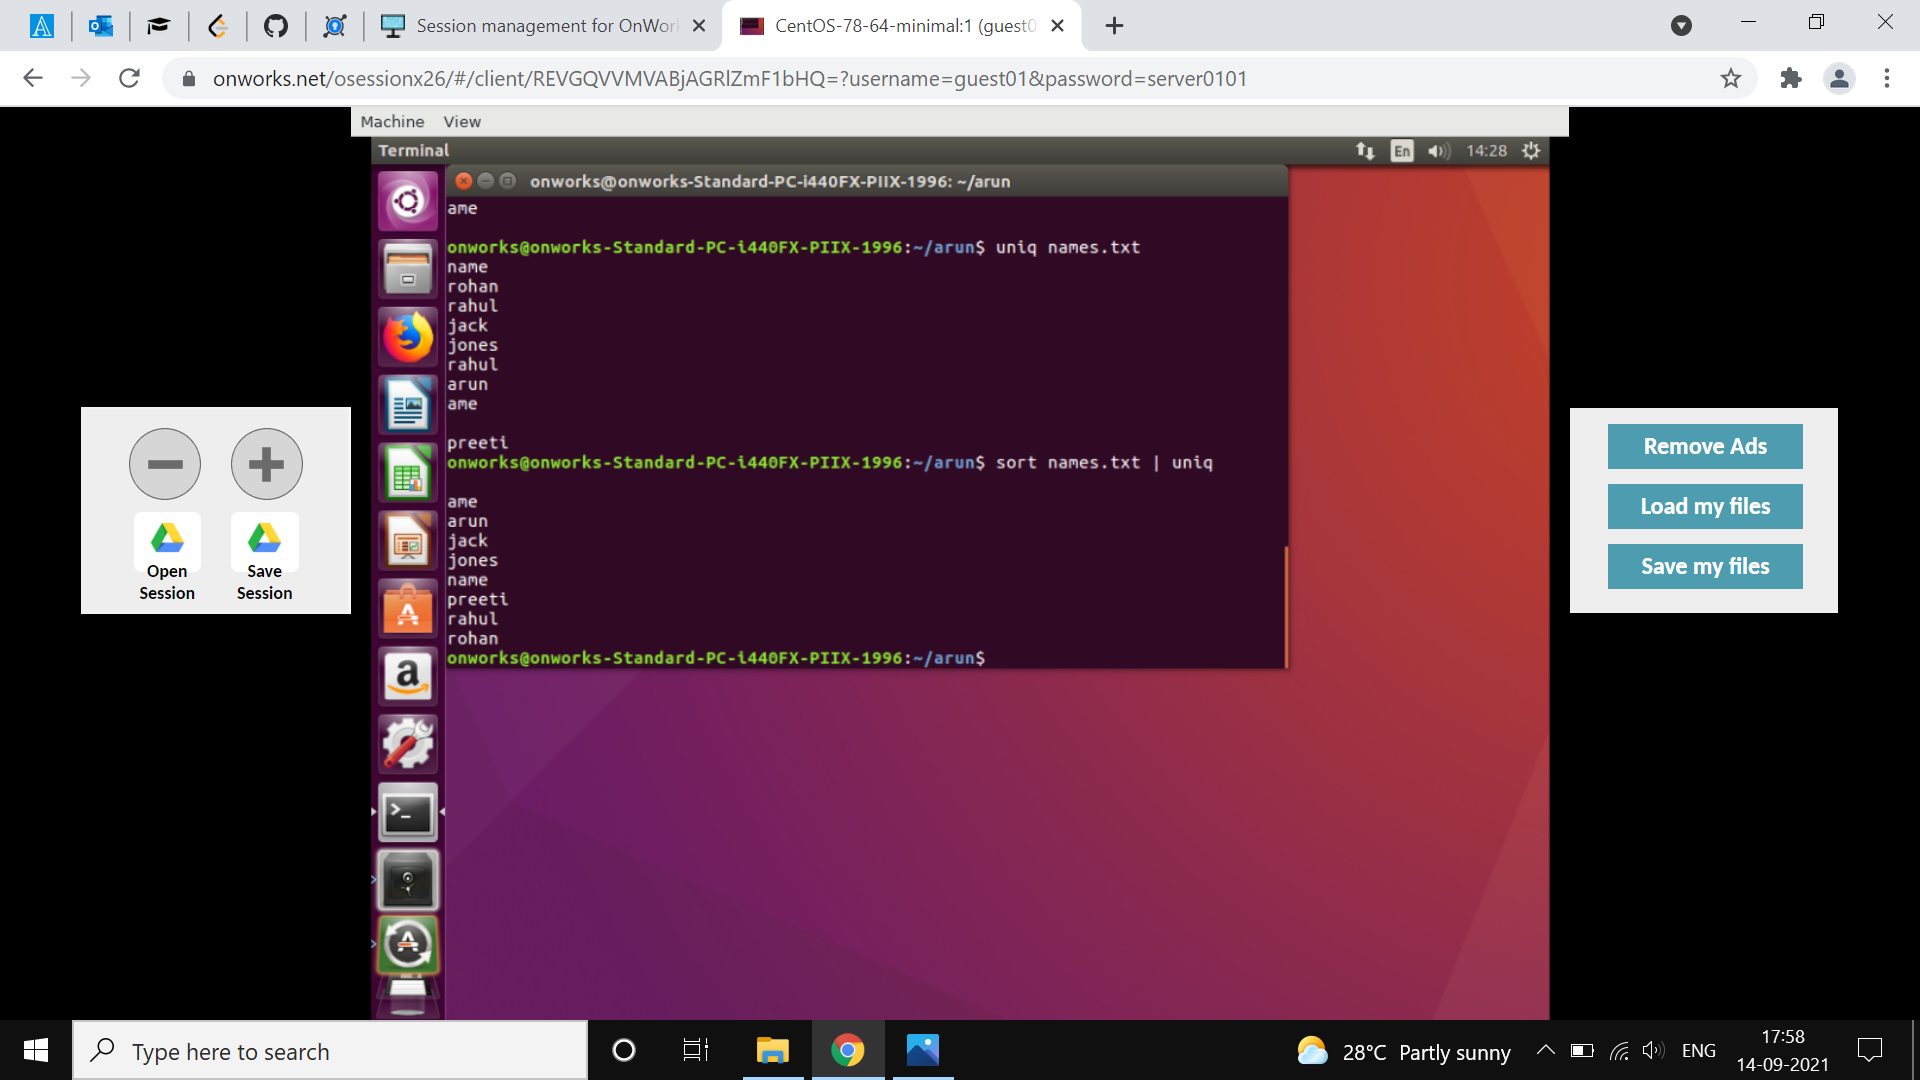 Session management for OnWor
CentOS-78-64-minimal:1 (guest0
onworks.net/osessionx26/#/client/REVGQVVMVABjAGRlZmF1bHQ=?username=guest01&password=server0101
Machine View
Terminal
En 14:28
onworks@onworks-Standard-PC-i440FX-PIIX-1996: ~/arun
ame
onworks@onworks-Standard-PC-i440FX-PIIX-1996:~/arun$ uniq names.txt
name
rohan
rahul
jack
jones
rahul
arun
ame
preeti
onworks@onworks-Standard-PC-i440FX-PIIX-1996:~/arun$ sort names.txt | uniq
ame
arun
jack
jones
name
preeti
rahul
rohan
onworks@onworks-Standard-PC-i440FX-PIIX-1996:~/arun$
Open
Session
Save
Session
Remove Ads
Load my files
Save my files
Type here to search
28°C Partly sunny
ENG
17:58
14-09-2021